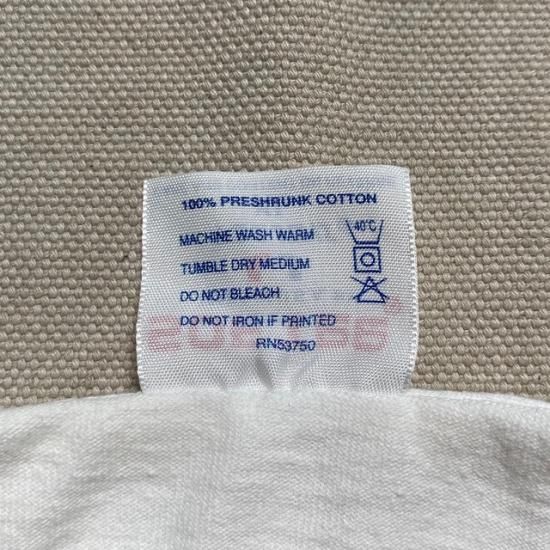 100% PRESHRUNK COTTON
MACHINE WASH WARM
40°C
TUMBLE DRY MEDIUM
DO NOT BLEACH
DO NOT IRON IF PRINTED
RN53750